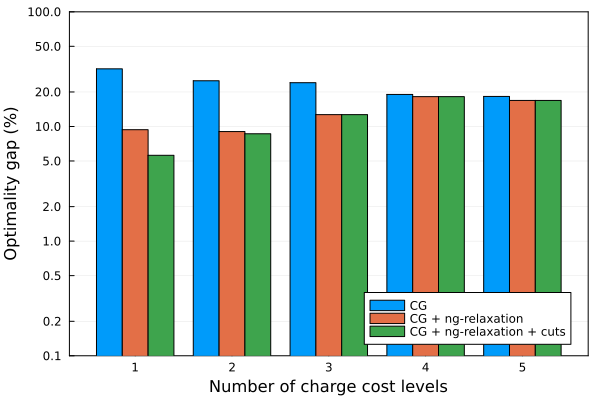 Optimality gap (%)
100.0
50.0
20.0
10.0
5.0
2.0
1.0
0.5
0.2
0.1
CG
CG + ng-relaxation
CG + ng-relaxation + cuts
1 2 3 4 5
Number of charge cost levels